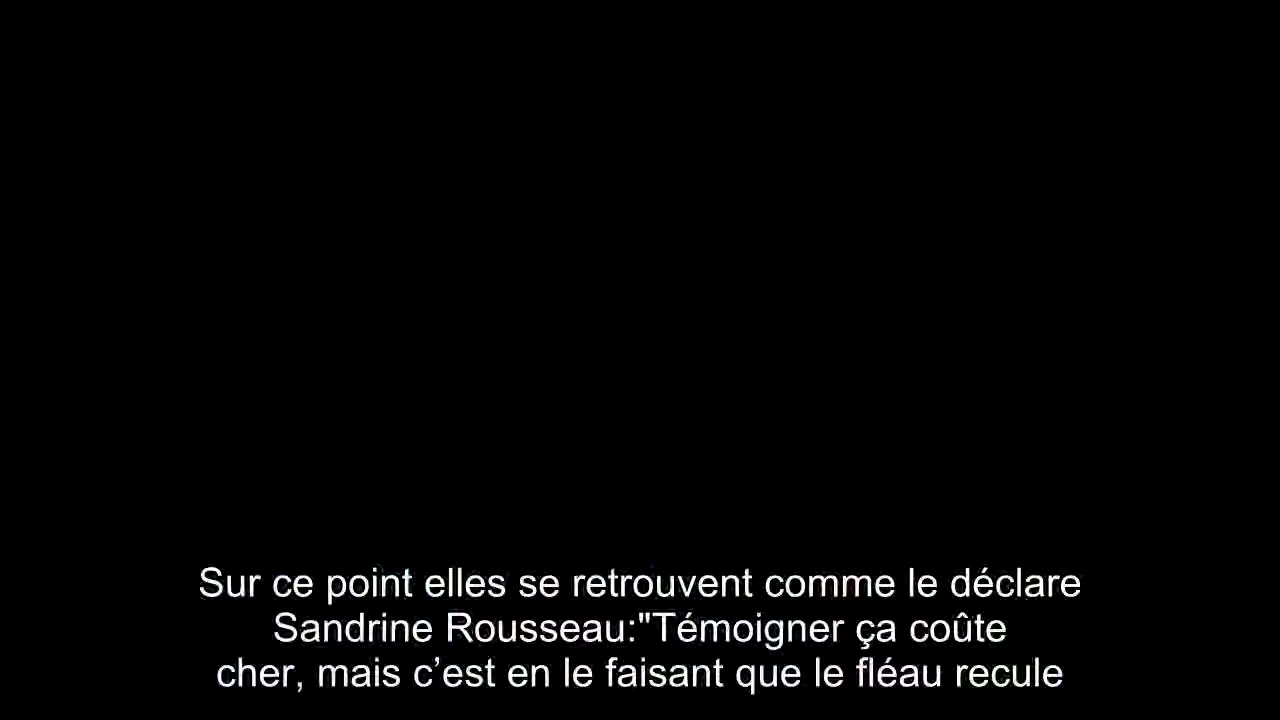 Sur ce point elles se retrouvent comme le déclare
Sandrine Rousseau:"Témoigner ça coûte
cher, mais c’est en le faisant que le fléau recule